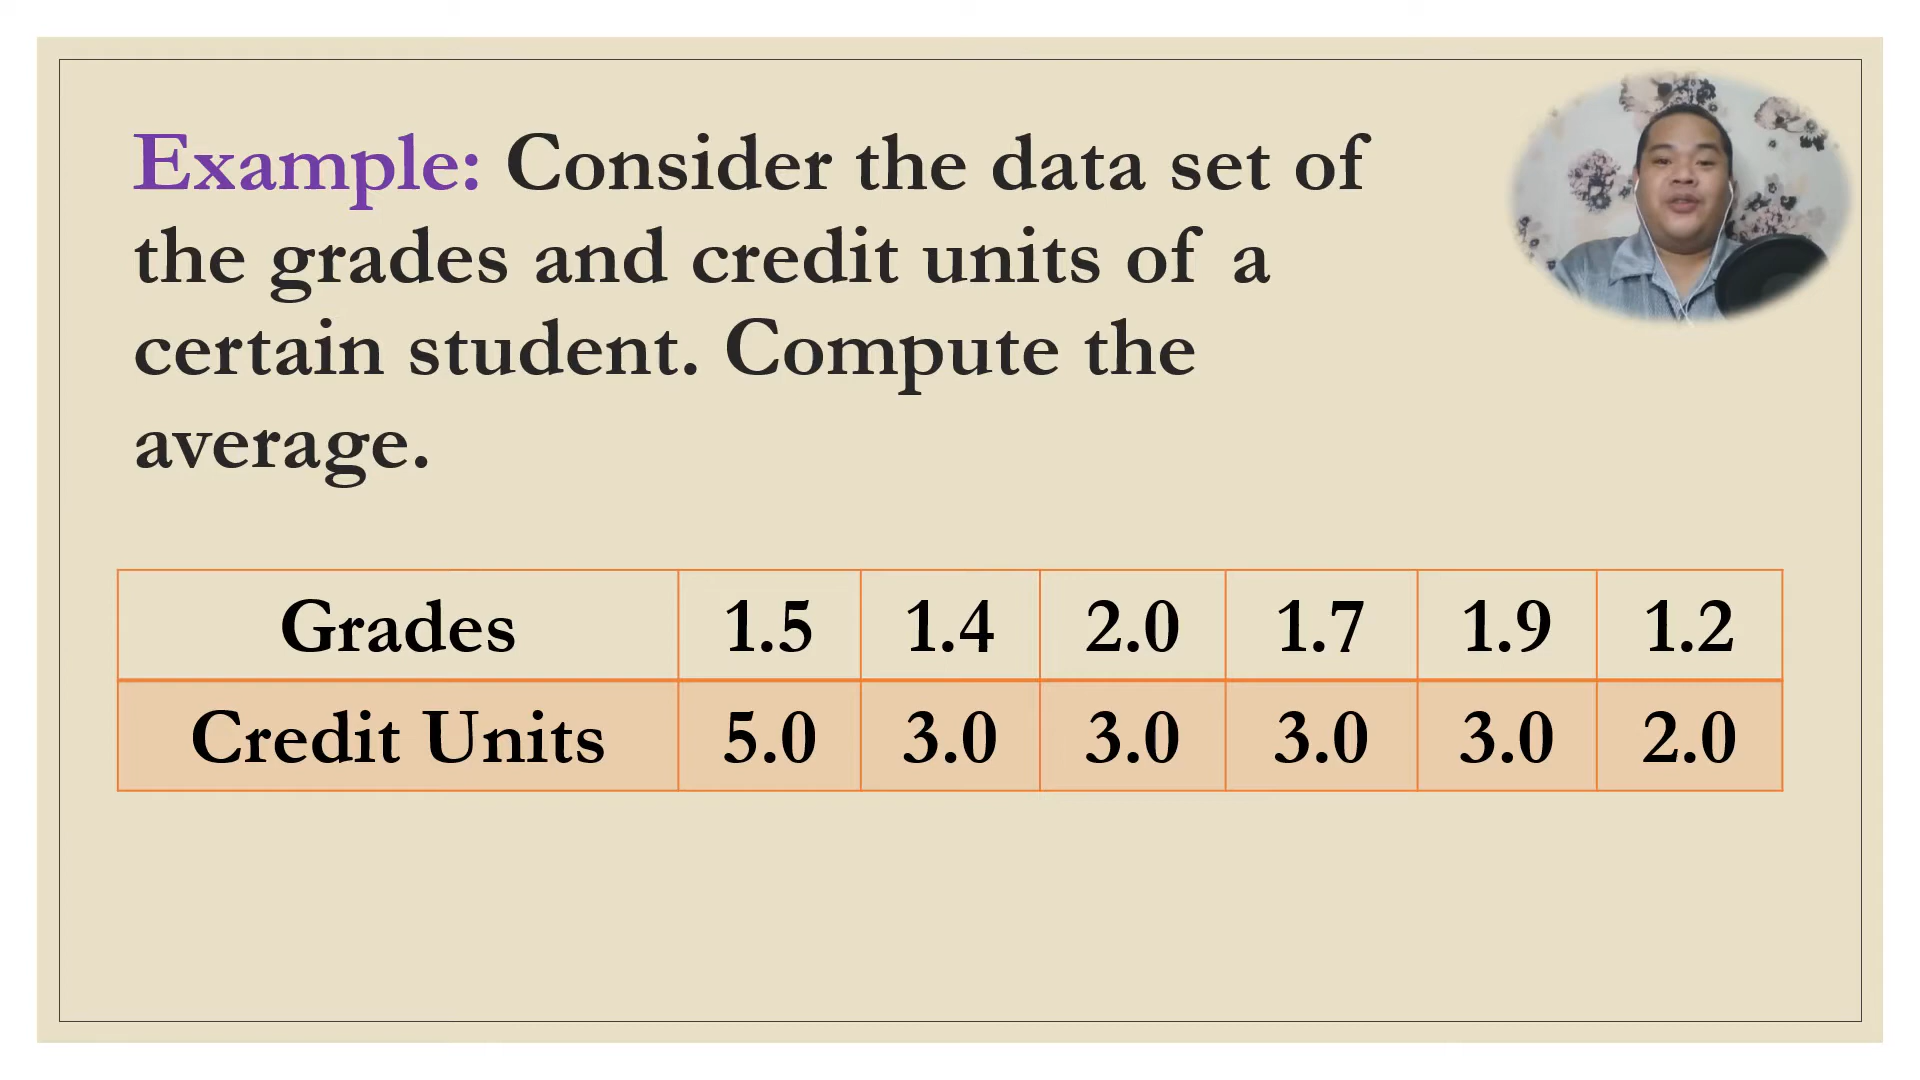 Example: Consider the data set of
the grades and credit units of a
certain student. Compute the
average.
Grades 1.5 1.4 2.0 1.7 1.9 1.2
Credit Units 5.0 3.0 3.0 3.0 3.0 2.0